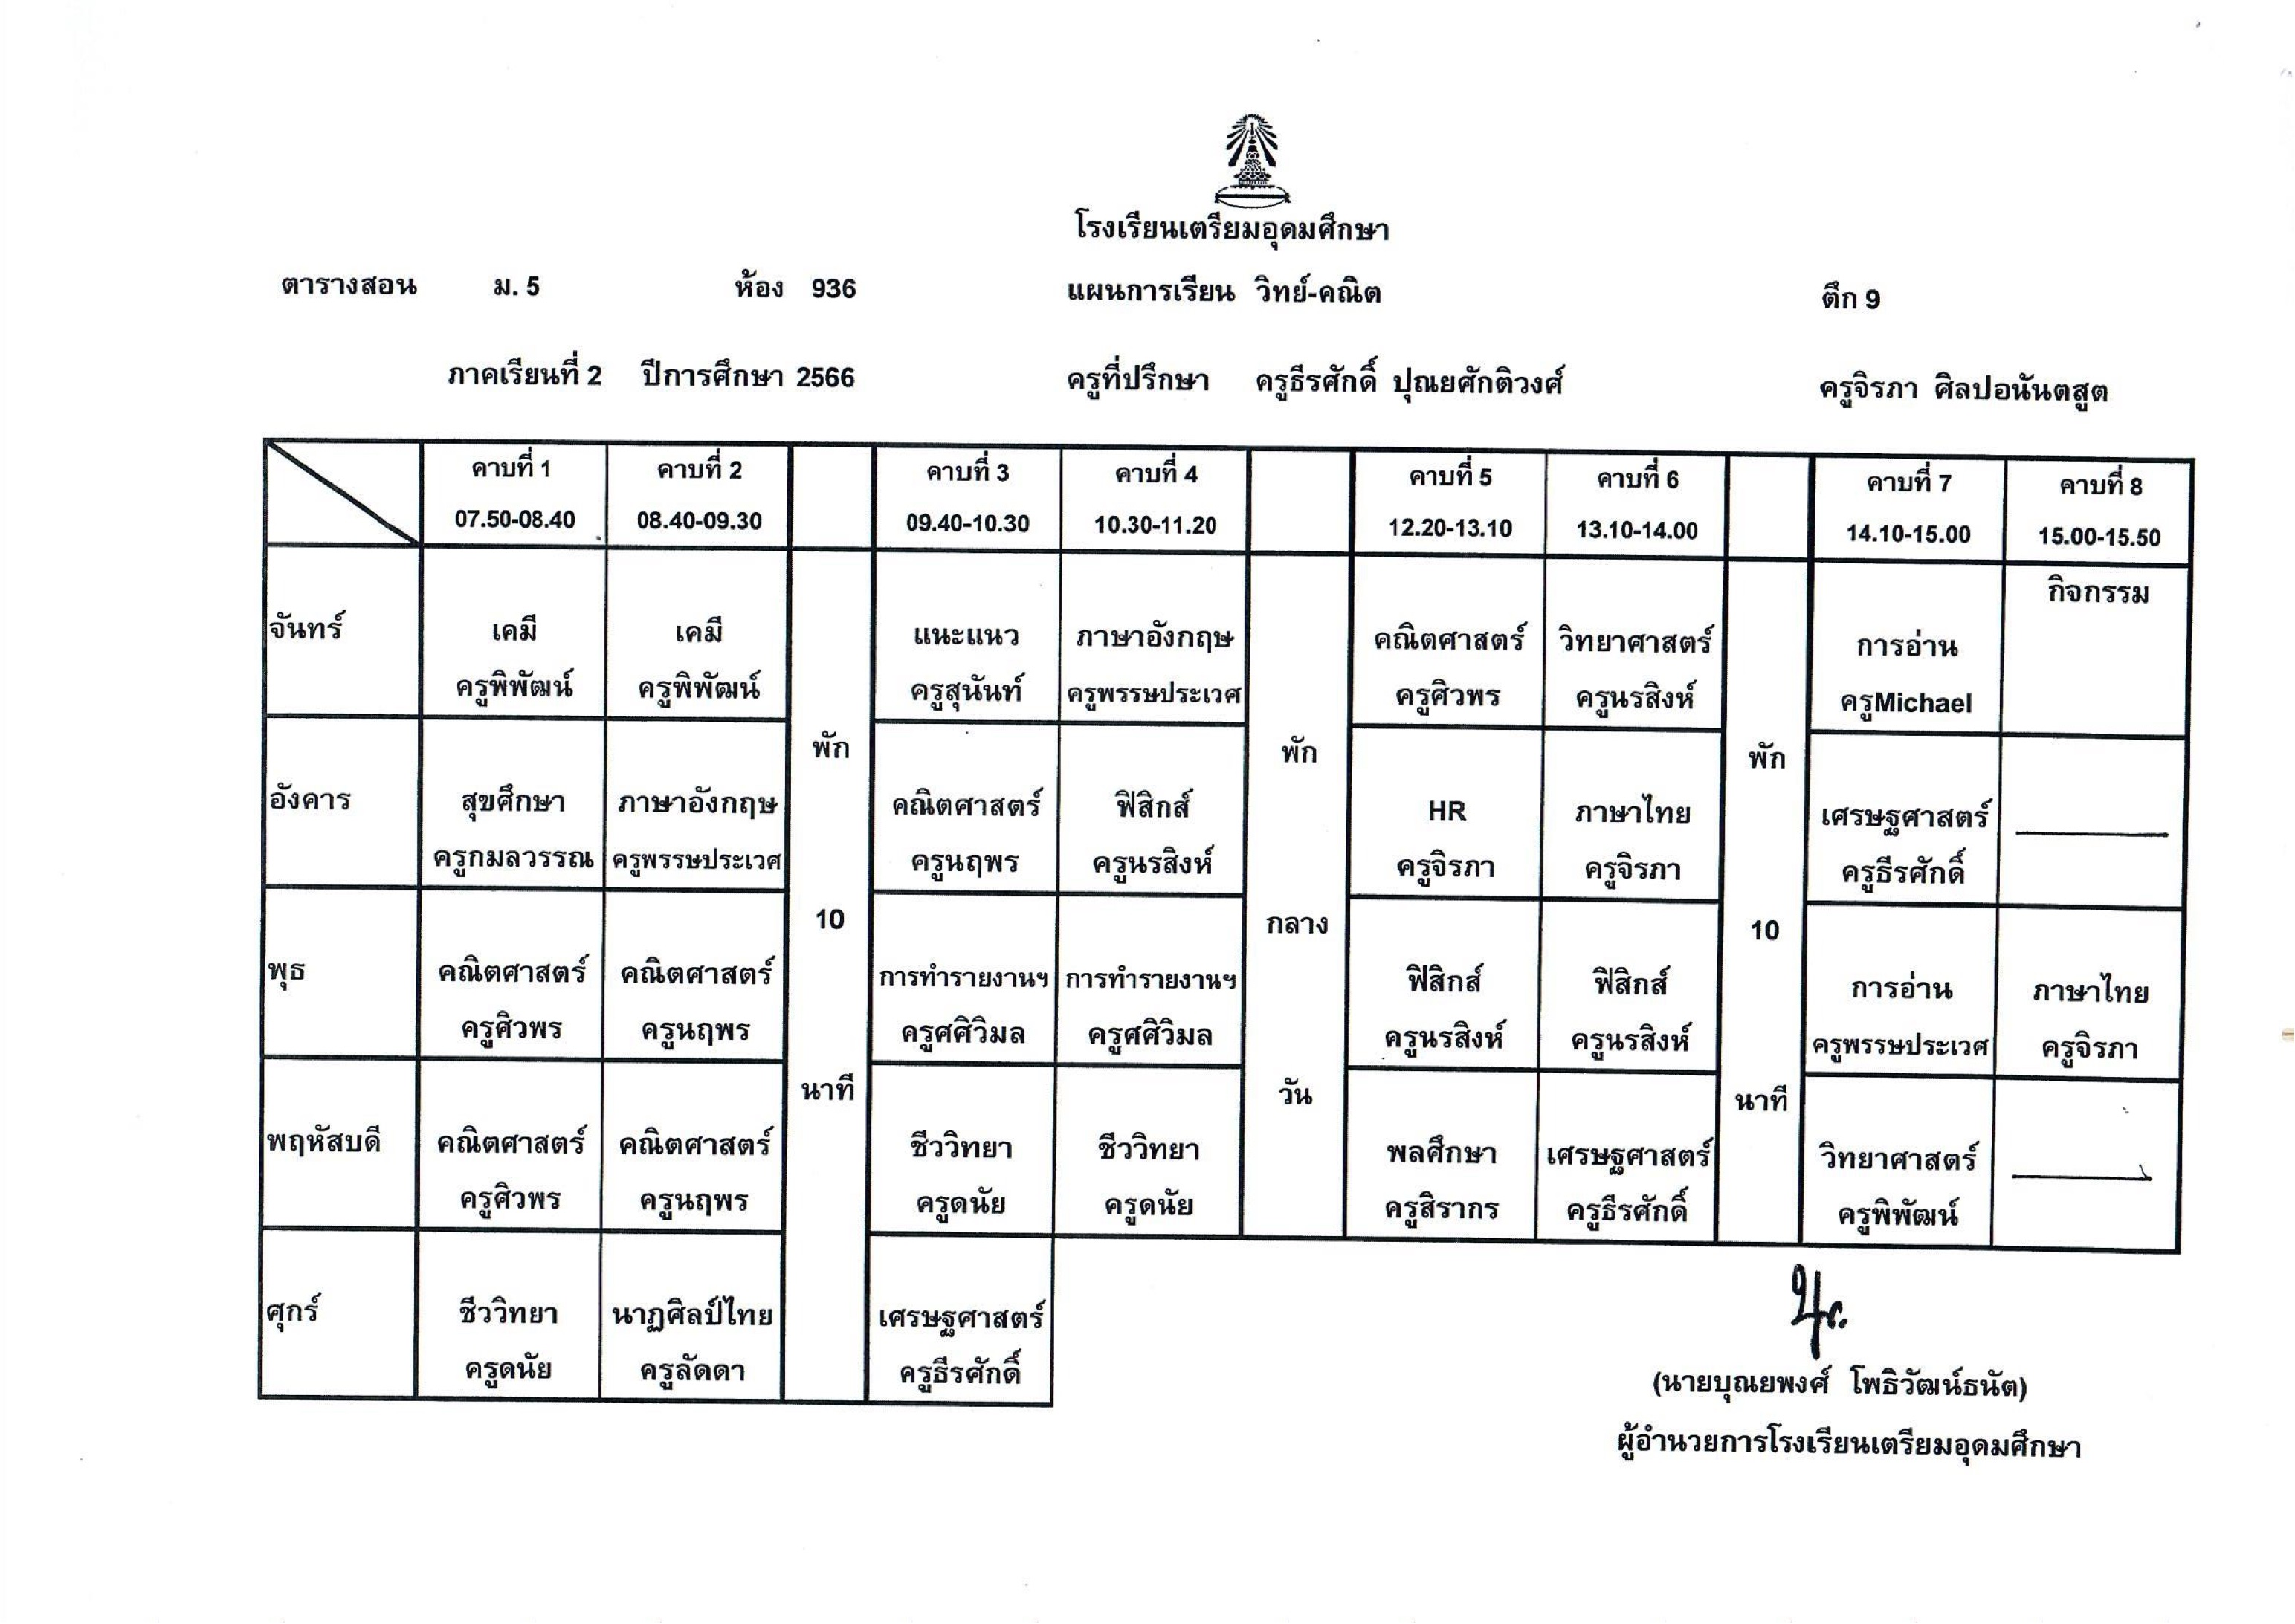 โรงเรียนเตรียมอุดมศึกษา
ตารางสอน ม. 5 ห้อง 936 แผนการเรียน วิทย์-คณิต ตึก 9
ภาคเรียนที่ 2 ปีการศึกษา 2566 ครูที่ปรึกษา ครูธีรศักดิ์ ปุณยศักติวงศ์ ครูจิรภา ศิลปอนันตสูต
คาบที่ 1 คาบที่ 2 คาบที่ 3 คาบที่ 4 คาบที่ 5 คาบที่ 6 คาบที่ 7 คาบที่ 8
07.50-08.40 08.40-09.30 09.40-10.30 10.30-11.20 12.20-13.10 13.10-14.00 14.10-15.00 15.00-15.50
จันทร์ เคมี เคมี แนะแนว ภาษาอังกฤษ คณิตศาสตร์ วิทยาศาสตร์ การอ่าน กิจกรรม
ครูพิพัฒน์ ครูพิพัฒน์ ครูสุนันท์ ครูพรรษประเวศ ครูศิวพร ครูนรสิงห์ ครูMichael
พัก พัก พัก
อังคาร สุขศึกษา ภาษาอังกฤษ คณิตศาสตร์ ฟิสิกส์ HR ภาษาไทย เศรษฐศาสตร์
ครูกมลวรรณ ครูพรรษประเวศ ครูนฤพร ครูนรสิงห์ ครูจิรภา ครูจิรภา ครูธีรศักดิ์
10 กลาง 10
พุธ คณิตศาสตร์ คณิตศาสตร์ การทำรายงานฯ การทำรายงานฯ ฟิสิกส์ ฟิสิกส์ การอ่าน ภาษาไทย
ครูศิวพร ครูนฤพร ครูศศิวิมล ครูศศิวิมล ครูนรสิงห์ ครูนรสิงห์ ครูพรรษประเวศ ครูจิรภา
นาที วัน นาที
พฤหัสบดี คณิตศาสตร์ คณิตศาสตร์ ชีววิทยา ชีววิทยา พลศึกษา เศรษฐศาสตร์ วิทยาศาสตร์
ครูศิวพร ครูนฤพร ครูดนัย ครูดนัย ครูสิรากร ครูธีรศักดิ์ ครูพิพัฒน์
ศุกร์ ชีววิทยา นาฏศิลป์ไทย เศรษฐศาสตร์
ครูดนัย ครูลัดดา ครูธีรศักดิ์
(นายบุณยพงศ์ โพธิวัฒน์ธนัต)
ผู้อำนวยการโรงเรียนเตรียมอุดมศึกษา